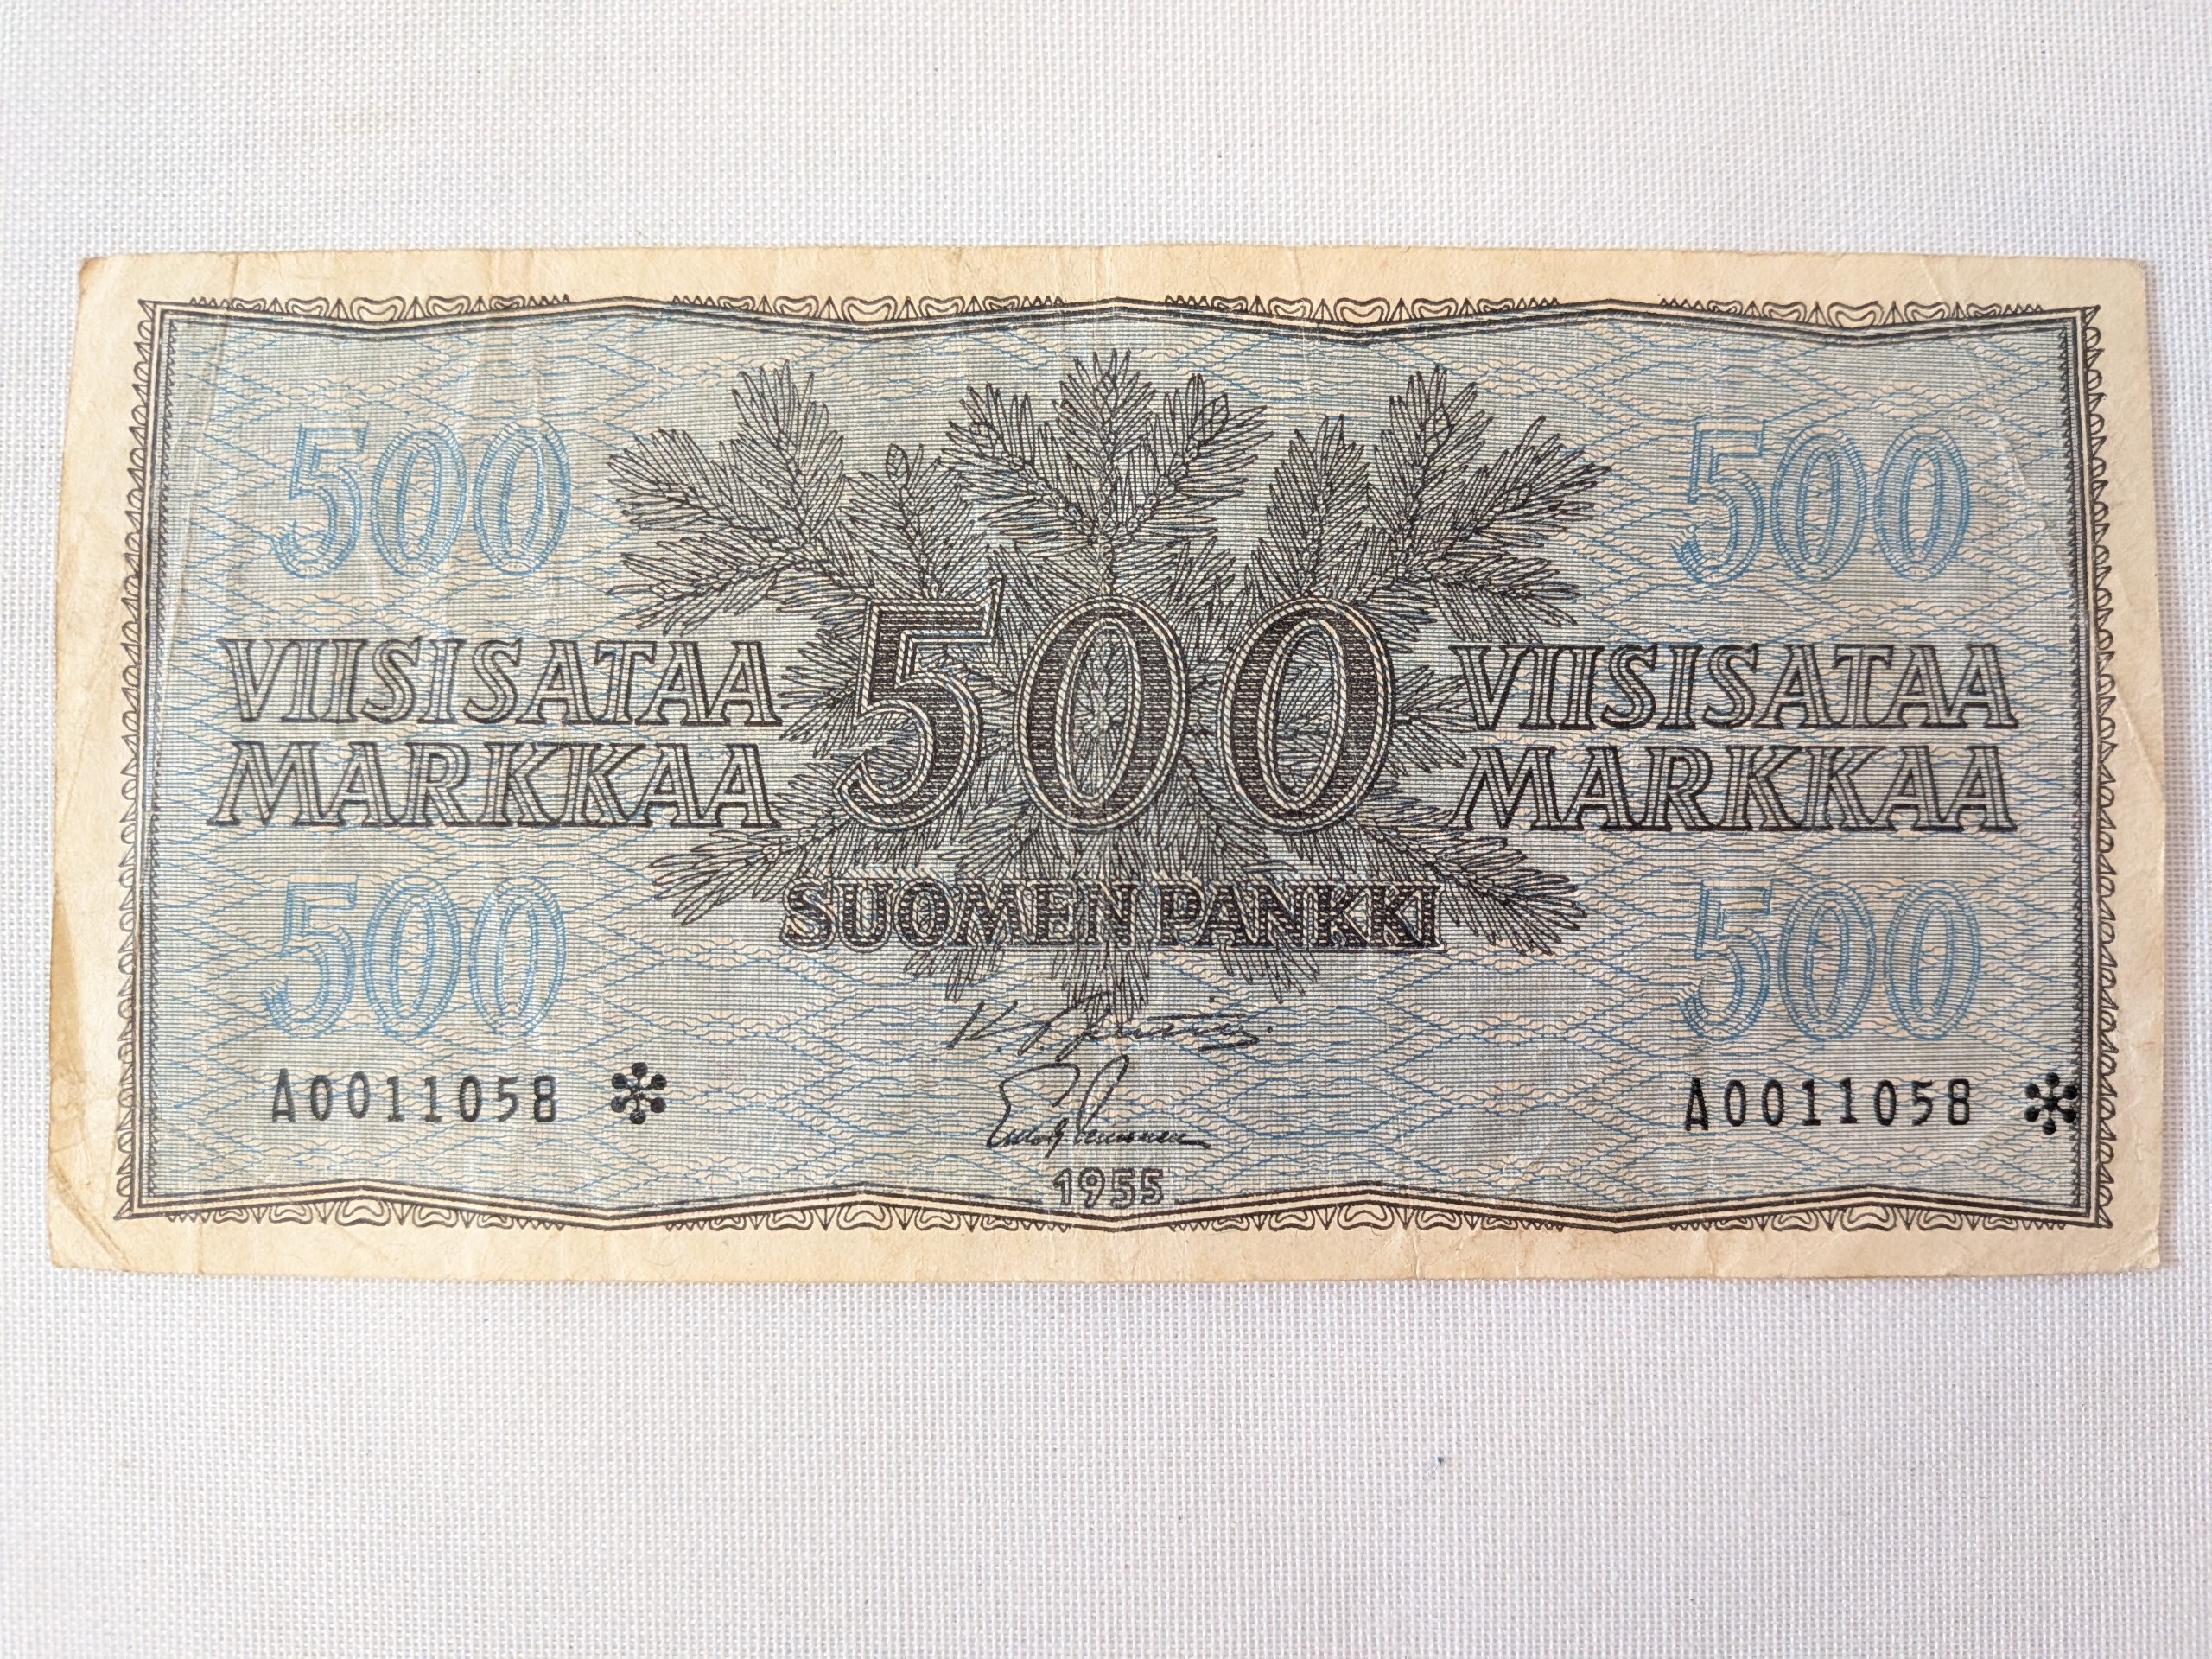 500 500
VIISISATAA 500 VIISISATAA
MARKKAA MARKKAA
SUOMEN PANKKI
500 500
A0011058 * A0011058 *
1955